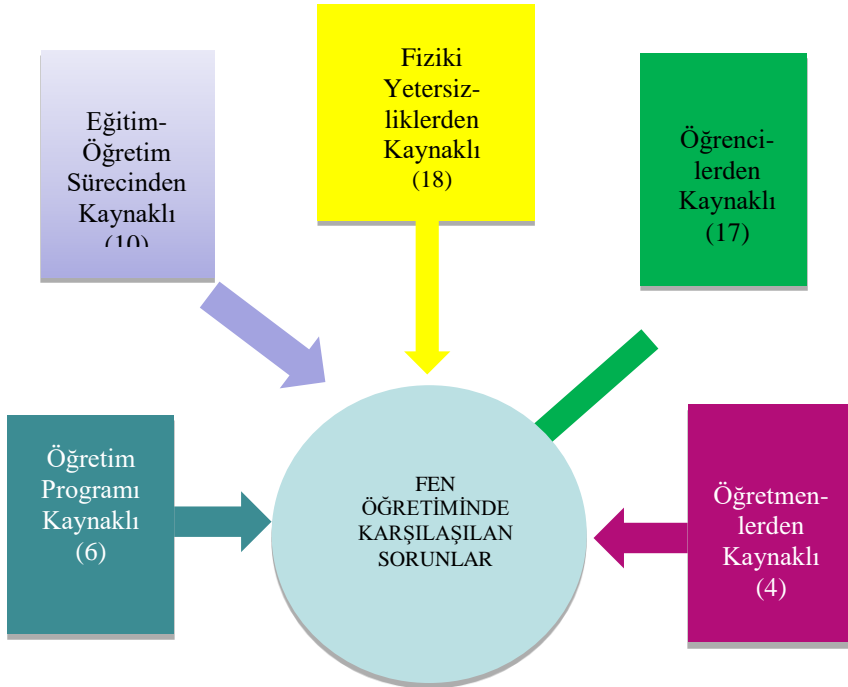 Eğitim-
Öğretim
Sürecinden
Kaynaklı
(10)
Fiziki
Yetersiz-
liklerden
Kaynaklı
(18)
Öğrenci-
lerden
Kaynaklı
(17)
Öğretim
Programı
Kaynaklı
(6)
FEN
ÖĞRETİMİNDE
KARŞILAŞILAN
SORUNLAR
Öğretmen-
lerden
Kaynaklı
(4)